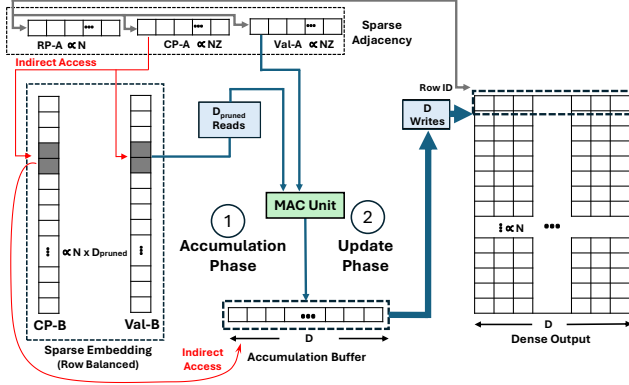 Sparse
Adjacency
RP-A ∝ N
CP-A ∝ NZ
Val-A ∝ NZ
Indirect Access
Row ID
D
Writes
Dpruned
Reads
MAC Unit
1
Accumulation
Phase
2
Update
Phase
∝ N x Dpruned
∝ N
CP-B
Val-B
Sparse Embedding
(Row Balanced)
Indirect
Access
D
Accumulation Buffer
D
Dense Output